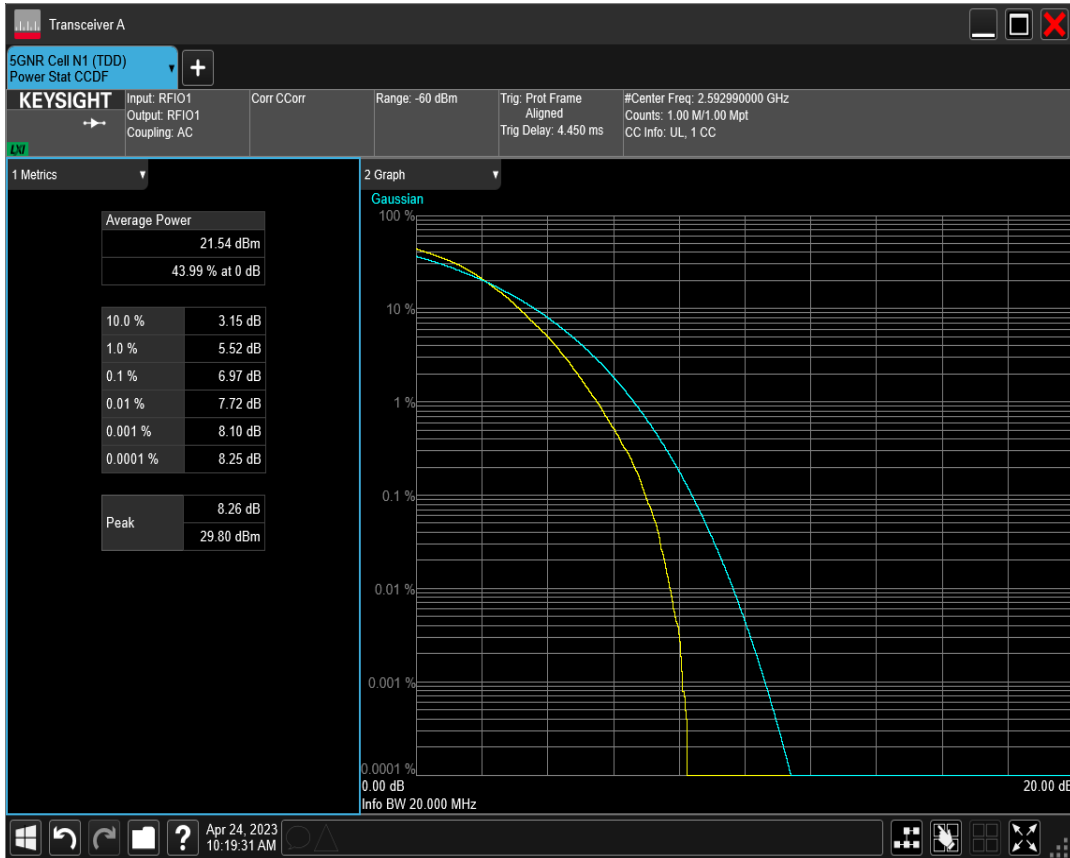 Transceiver A
5GNR Cell N1 (TDD)
Power Stat CCDF
+
KEYSIGHT
LXI
Input: RFIO1
Output: RFIO1
Coupling: AC
Corr CCorr
Range: -60 dBm
Trig: Prot Frame
Aligned
Trig Delay: 4.450 ms
#Center Freq: 2.592990000 GHz
Counts: 1.00 M/1.00 Mpt
CC Info: UL, 1 CC
1 Metrics
Average Power
21.54 dBm
43.99 % at 0 dB
10.0 % 3.15 dB
1.0 % 5.52 dB
0.1 % 6.97 dB
0.01 % 7.72 dB
0.001 % 8.10 dB
0.0001 % 8.25 dB
Peak 8.26 dB
29.80 dBm
2 Graph
Gaussian
100 %
10 %
1 %
0.1 %
0.01 %
0.001 %
0.0001 %
0.00 dB 20.00 dB
Info BW 20.000 MHz
? Apr 24, 2023
10:19:31 AM